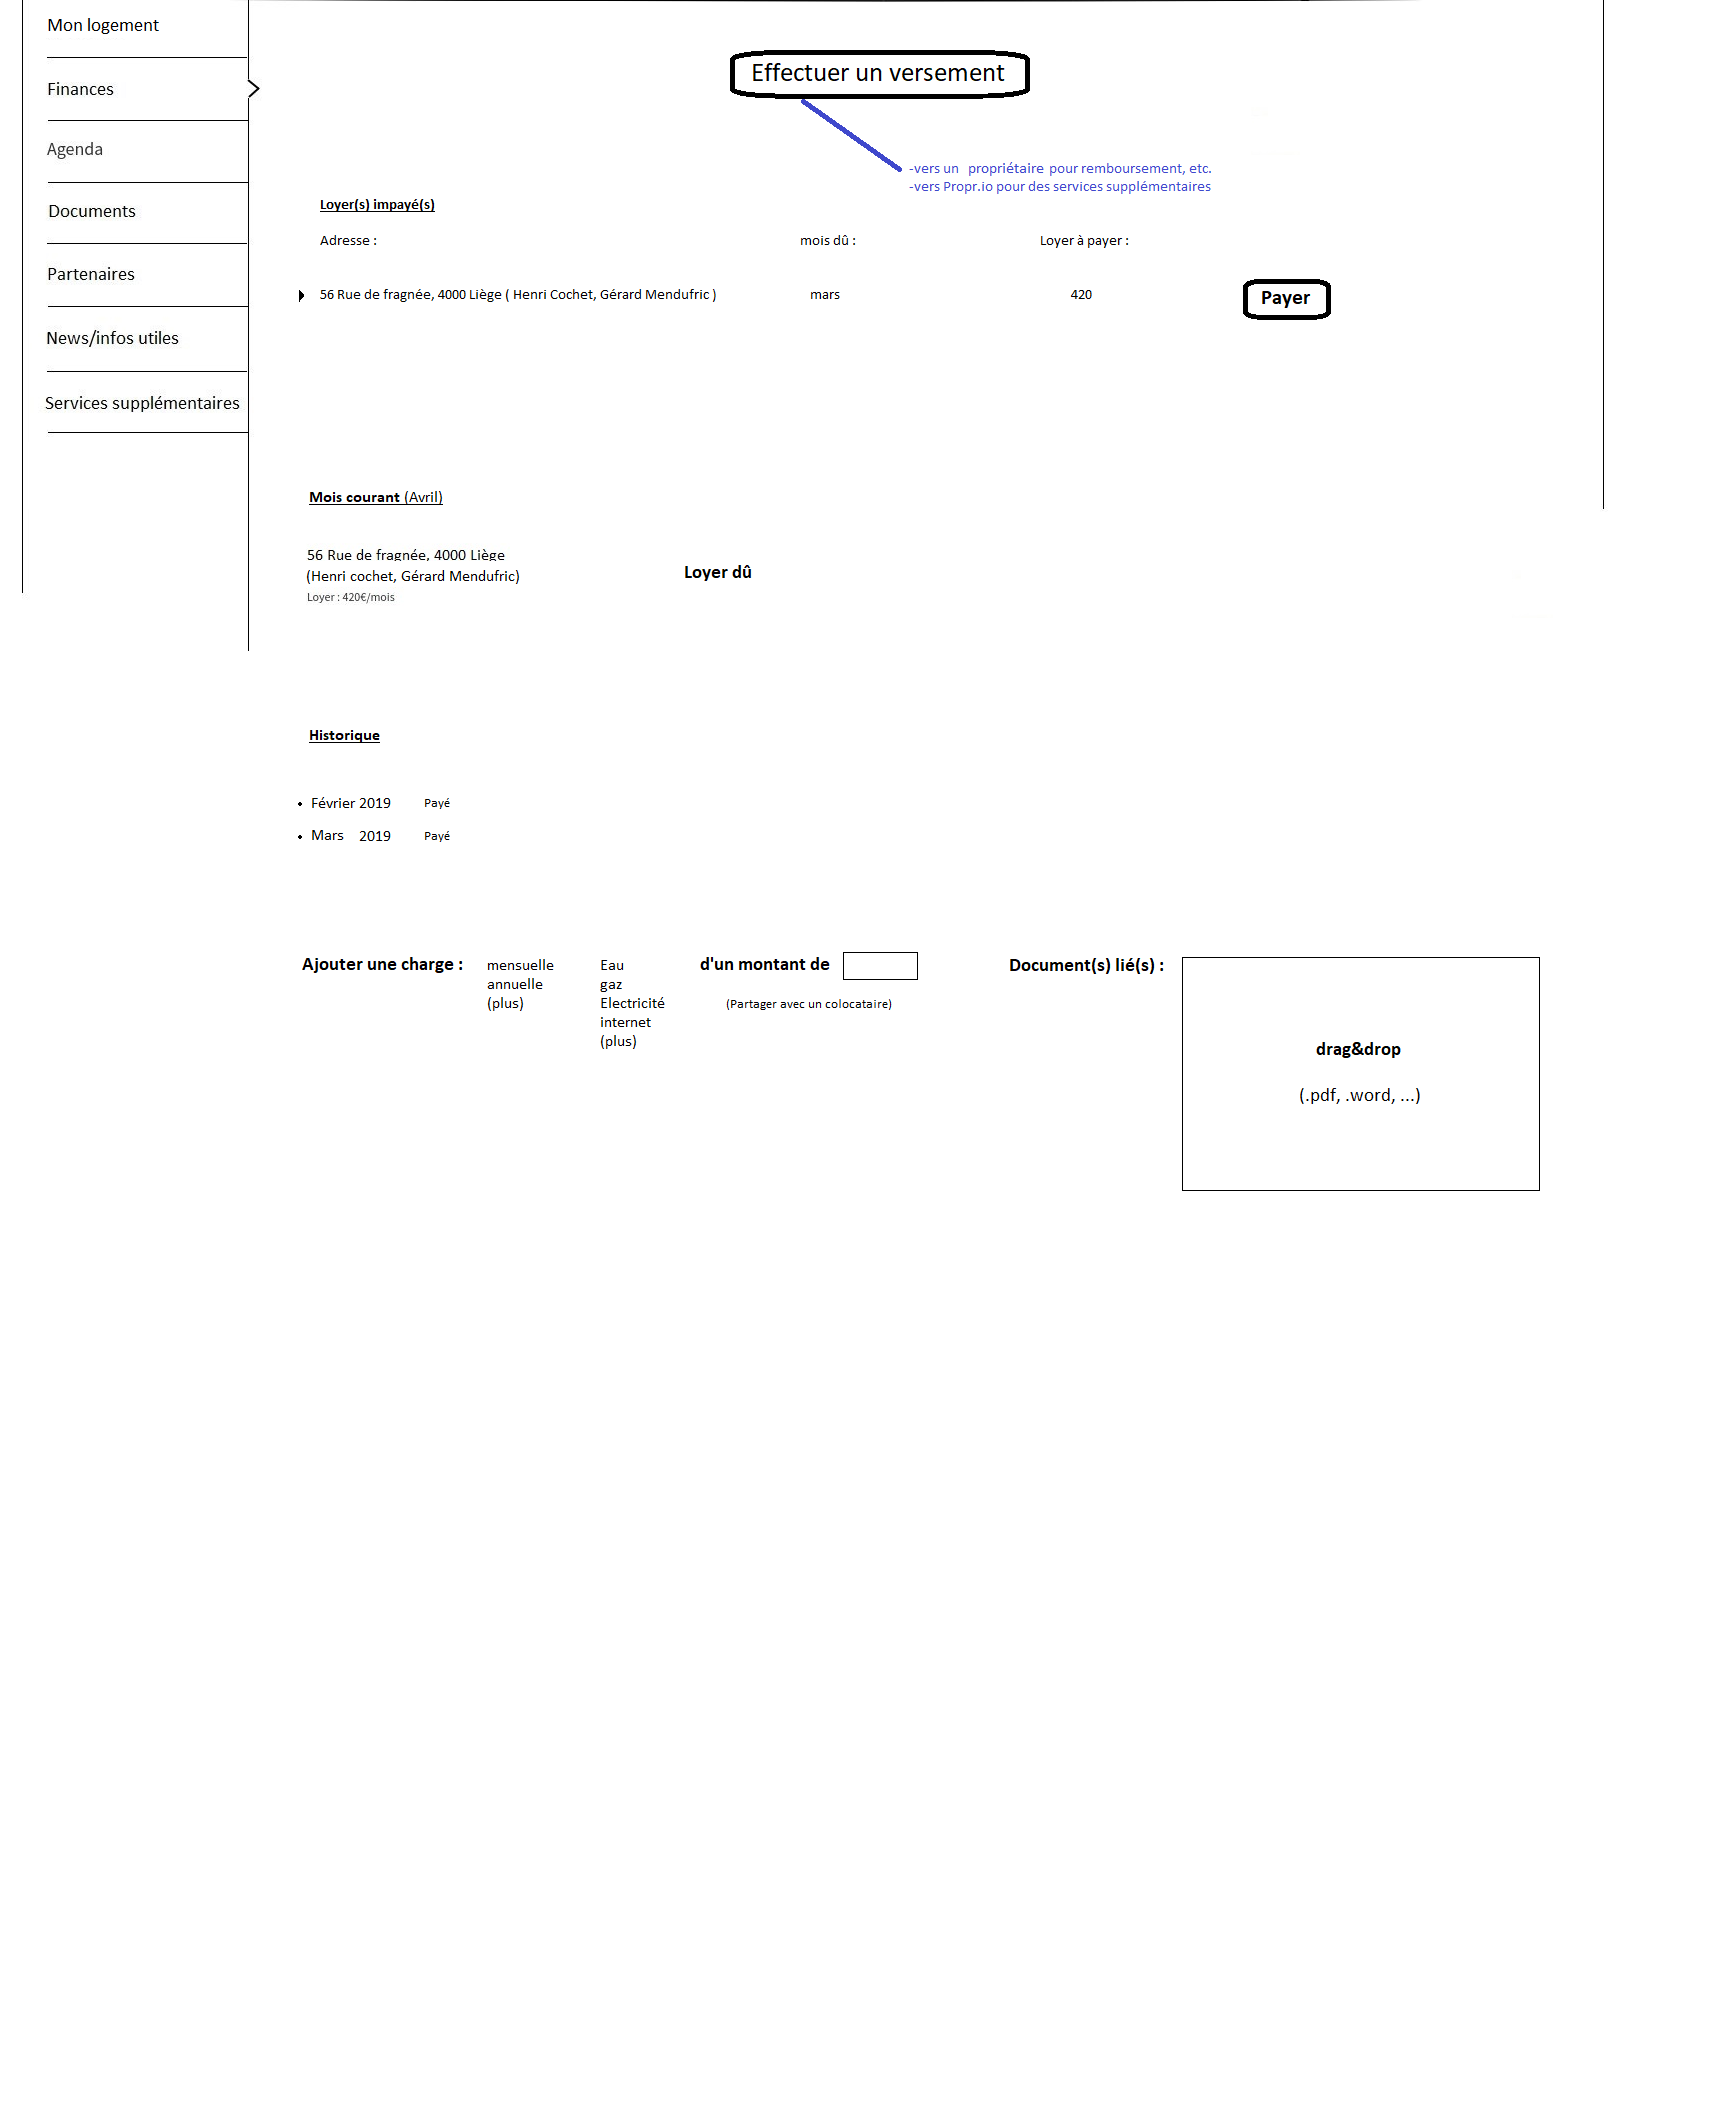 Mon logement
Finances
Agenda
Documents
Partenaires
News/infos utiles
Services supplémentaires
Effectuer un versement
-vers un propriétaire pour remboursement, etc.
-vers Propr.io pour des services supplémentaires
Loyer(s) impayé(s)
Adresse : mois dû : Loyer à payer :
56 Rue de fragnée, 4000 Liège ( Henri Cochet, Gérard Mendufric ) mars 420 Payer
Mois courant (Avril)
56 Rue de fragnée, 4000 Liège
(Henri cochet, Gérard Mendufric) Loyer dû
Loyer : 420€/mois
Historique
• Février 2019 Payé
• Mars 2019 Payé
Ajouter une charge :
mensuelle
annuelle
(plus)
Eau
gaz
Electricité
internet
(plus)
d'un montant de
(Partager avec un colocataire)
Document(s) lié(s) :
drag&drop
(.pdf, .word, ...)